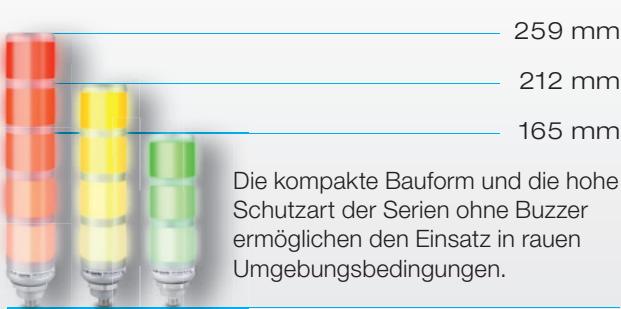 259 mm
212 mm
165 mm
Die kompakte Bauform und die hohe
Schutzart der Serien ohne Buzzer
ermöglichen den Einsatz in rauen
Umgebungsbedingungen.